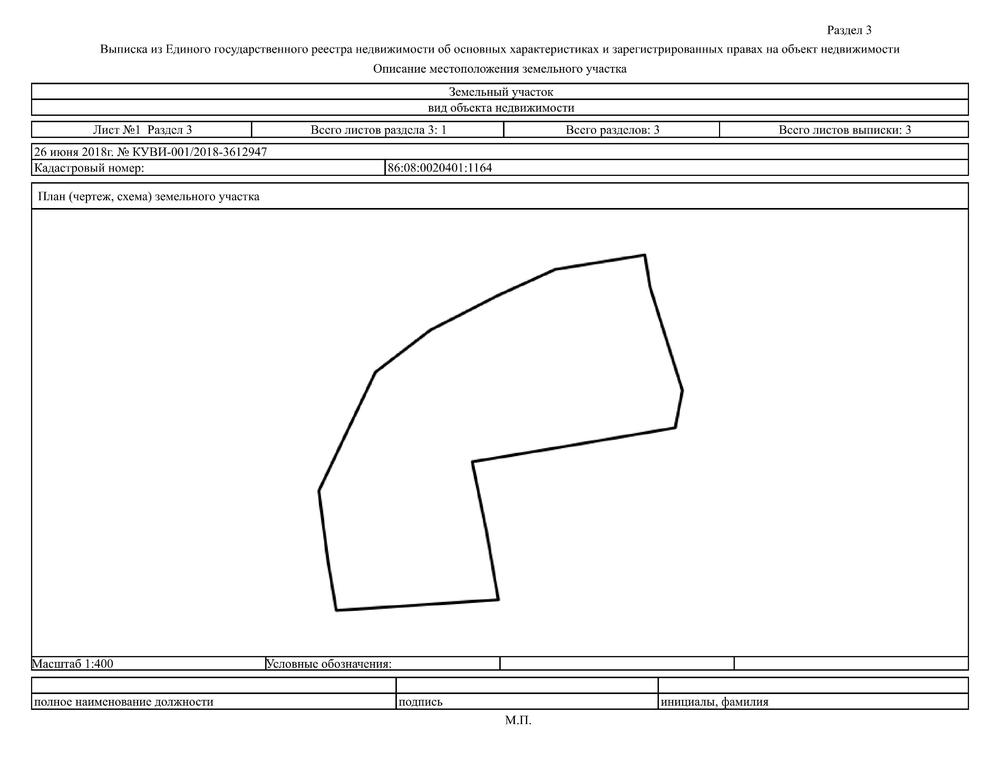 Раздел 3
Выписка из Единого государственного реестра недвижимости об основных характеристиках и зарегистрированных правах на объект недвижимости
Описание местоположения земельного участка
Земельный участок
вид объекта недвижимости
Лист №1 Раздел 3 Всего листов раздела 3: 1 Всего разделов: 3 Всего листов выписки: 3
26 июня 2018г. № КУВИ-001/2018-3612947
Кадастровый номер: 86:08:0020401:1164
План (чертеж, схема) земельного участка
Масштаб 1:400 Условные обозначения:
полное наименование должности подпись инициалы, фамилия
М.П.